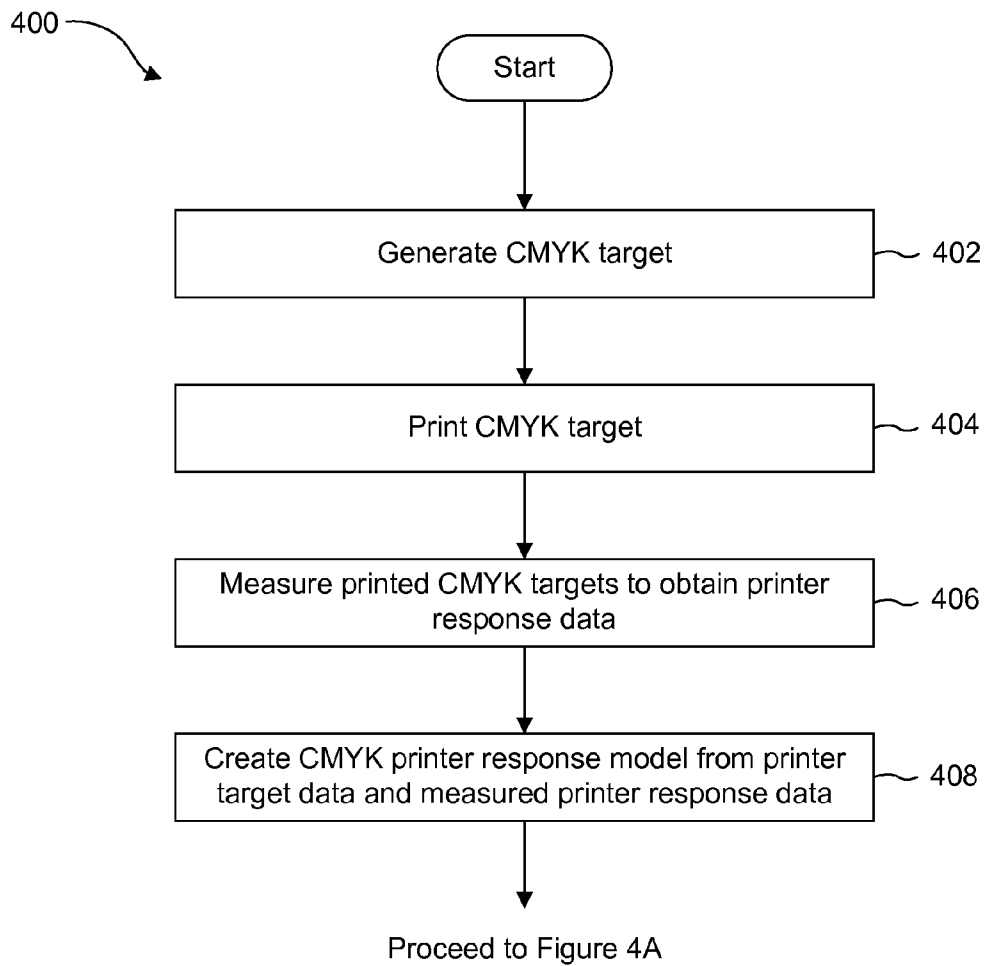 400
Start
Generate CMYK target
402
Print CMYK target
404
Measure printed CMYK targets to obtain printer
response data
406
Create CMYK printer response model from printer
target data and measured printer response data
408
Proceed to Figure 4A